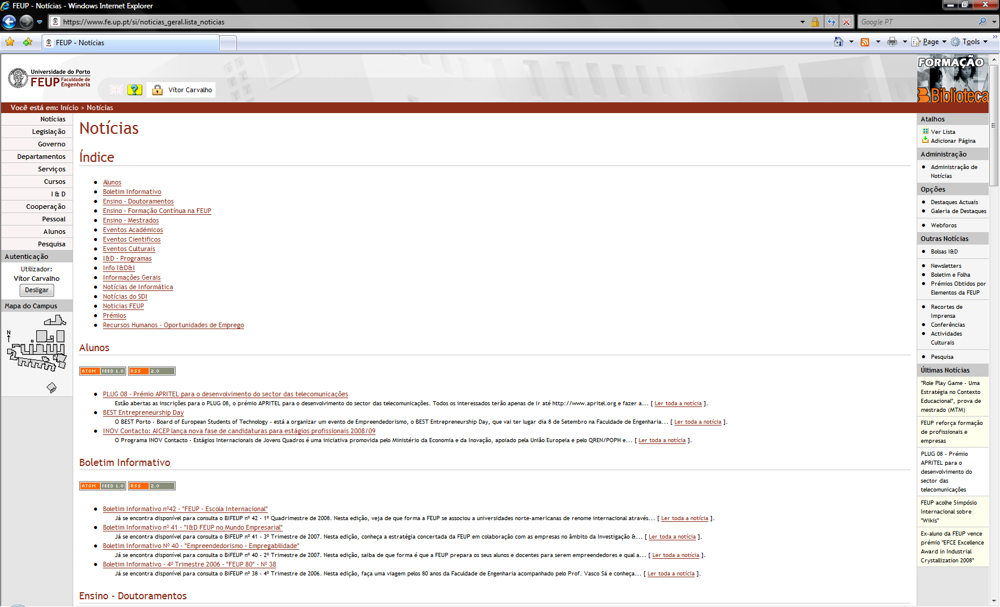 FEUP - Notícias - Windows Internet Explorer
https://www.fe.up.pt/si/noticias_geral.lista_noticias
Google PT
FEUP - Notícias
Page
Tools
Universidade do Porto
FEUP Faculdade de Engenharia
Vítor Carvalho
FORMAÇÃO
Biblioteca
Você está em: Início > Notícias
Notícias
Legislação
Governo
Departamentos
Serviços
Cursos
I & D
Cooperação
Pessoal
Alunos
Pesquisa
Autenticação
Utilizador:
Vítor Carvalho
Desligar
Mapa do Campus
N
Notícias
Índice
Alunos
Boletim Informativo
Ensino - Doutoramentos
Ensino - Formação Contínua na FEUP
Ensino - Mestrados
Eventos Académicos
Eventos Cientificos
Eventos Culturais
I&D - Programas
Info I&D&I
Informações Gerais
Notícias de Informática
Notícias do SDI
Noticias FEUP
Prémios
Recursos Humanos - Oportunidades de Emprego
Alunos
ATOM FEED 1.0 RSS 2.0
PLUG 08 - Prémio APRITEL para o desenvolvimento do sector das telecomunicações
Estão abertas as inscrições para o PLUG 08, o prémio APRITEL para o desenvolvimento do sector das telecomunicações. Todos os interessados terão apenas de ir até http://www.apritel.org e fazer a... [ Ler toda a notícia ].
BEST Entrepreneurship Day
O BEST Porto - Board of European Students of Technology - está a organizar um evento de Empreendedorismo, o BEST Entrepreneurship Day, que vai ter lugar dia 8 de Setembro na Faculdade de Engenharia... [ Ler toda a notícia ].
INOV Contacto: AICEP lança nova fase de candidaturas para estágios profissionais 2008/09
O Programa INOV Contacto - Estágios Internacionais de Jovens Quadros é uma iniciativa promovida pelo Ministério da Economia e da Inovação, apoiado pela União Europeia e pelo QREN/POPH e... [ Ler toda a notícia ].
Boletim Informativo
ATOM FEED 1.0 RSS 2.0
Boletim Informativo nº42 - "FEUP - Escola Internacional"
Já se encontra disponível para consulta o BIFEUP nº 42 - 1º Quadrimestre de 2008. Nesta edição, veja de que forma a FEUP se associou a universidades norte-americanas de renome internacional através... [ Ler toda a notícia ].
Boletim Informativo nº 41 - "I&D FEUP no Mundo Empresarial"
Já se encontra disponível para consulta o BiFEUP nº 41 - 3º Trimestre de 2007. Nesta edição, conheça a estratégia concertada da FEUP em colaboração com as empresas no âmbito da Investigação &... [ Ler toda a notícia ].
Boletim Informativo Nº 40 - "Empreendedorismo - Empregabilidade"
Já se encontra disponível para consulta o BiFEUP nº 40 - 2º Trimestre de 2007. Nesta edição, saiba de que forma é que a FEUP prepara os seus alunos e docentes para serem empreendedores e qual a... [ Ler toda a notícia ].
Boletim Informativo - 4º Trimestre 2006 - "FEUP 80" - Nº 38
Já se encontra disponível para consulta o BiFEUP nº 38 - 4º Trimestre de 2006. Nesta edição, faça uma viagem pelos 80 anos da Faculdade de Engenharia acompanhado pelo Prof. Vasco Sá e conheça... [ Ler toda a notícia ].
Ensino - Doutoramentos
Atalhos
Ver Lista
Adicionar Página
Administração
Administração de
Notícias
Opções
Destaques Actuais
Galeria de Destaques
Webforos
Outras Notícias
Bolsas I&D
Newsletters
Boletim e Folha
Prémios Obtidos por
Elementos da FEUP
Recortes de
Imprensa
Conferências
Actividades
Culturais
Pesquisa
Últimas Notícias
"Role Play Game - Uma
Estratégia no Contexto
Educacional", prova de
mestrado (MTM)
FEUP reforça formação
de profissionais e
empresas
PLUG 08 - Prémio
APRITEL para o
desenvolvimento do
sector das
telecomunicações
FEUP acolhe Simpósio
Internacional sobre
"Wikis"
Ex-aluno da FEUP vence
prémio "EFCE Excellence
Award in Industrial
Crystallization 2008"